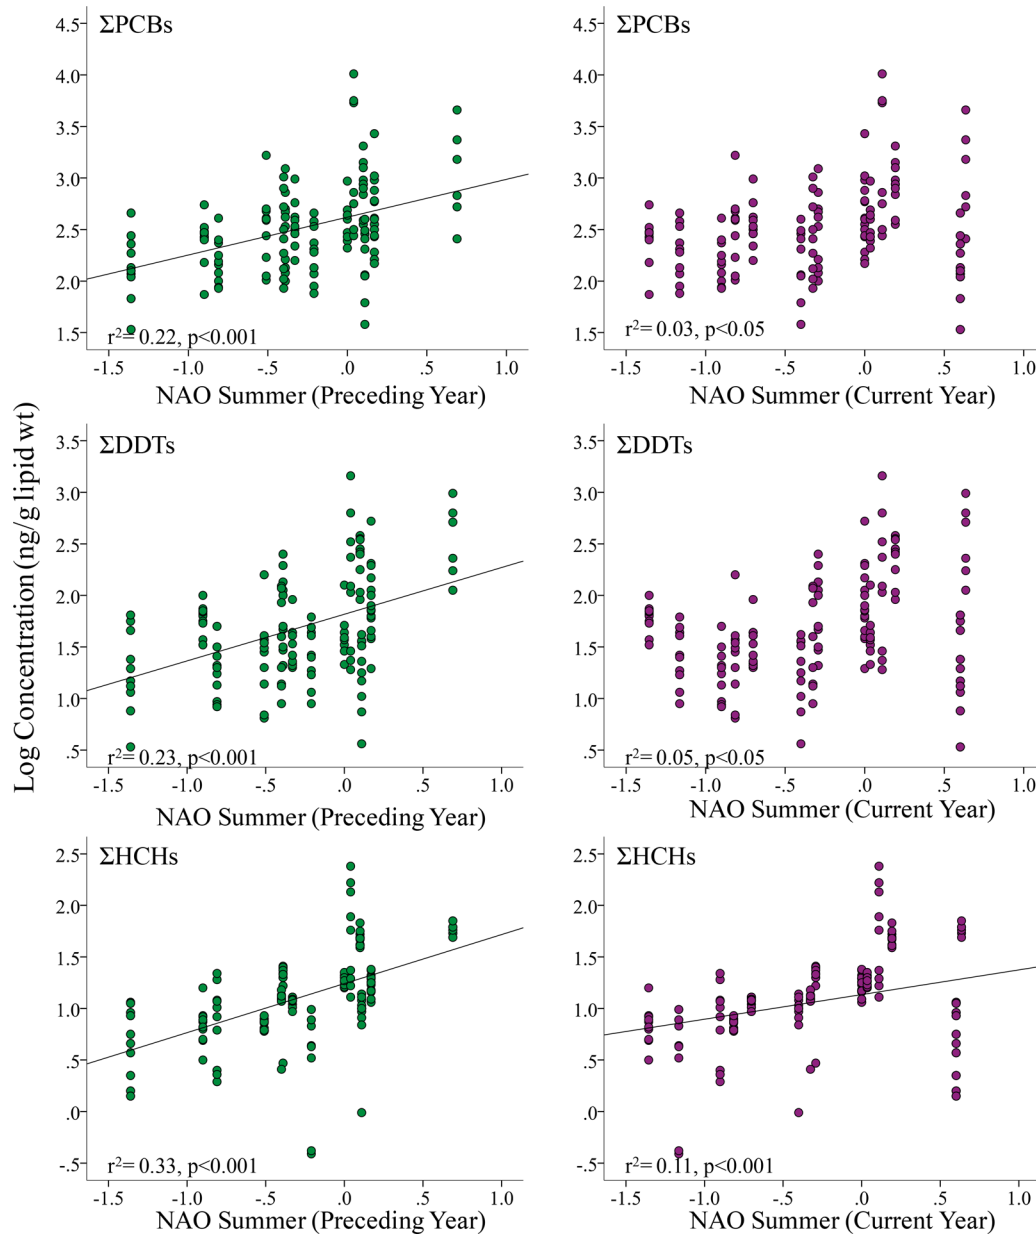 ΣPCBs
4.5
4.0
3.5
3.0
2.5
2.0
1.5
r²= 0.22, p<0.001
-1.5 -1.0 -.5 .0 .5 1.0
NAO Summer (Preceding Year)
ΣPCBs
4.5
4.0
3.5
3.0
2.5
2.0
1.5
r²= 0.03, p<0.05
-1.5 -1.0 -.5 .0 .5 1.0
NAO Summer (Current Year)
Log Concentration (ng/g lipid wt)
ΣDDTs
3.5
3.0
2.5
2.0
1.5
1.0
.5
r²= 0.23, p<0.001
-1.5 -1.0 -.5 .0 .5 1.0
NAO Summer (Preceding Year)
ΣDDTs
3.5
3.0
2.5
2.0
1.5
1.0
.5
r²= 0.05, p<0.05
-1.5 -1.0 -.5 .0 .5 1.0
NAO Summer (Current Year)
ΣHCHs
2.5
2.0
1.5
1.0
.5
.0
-.5
r²= 0.33, p<0.001
-1.5 -1.0 -.5 .0 .5 1.0
NAO Summer (Preceding Year)
ΣHCHs
2.5
2.0
1.5
1.0
.5
.0
-.5
r²= 0.11, p<0.001
-1.5 -1.0 -.5 .0 .5 1.0
NAO Summer (Current Year)